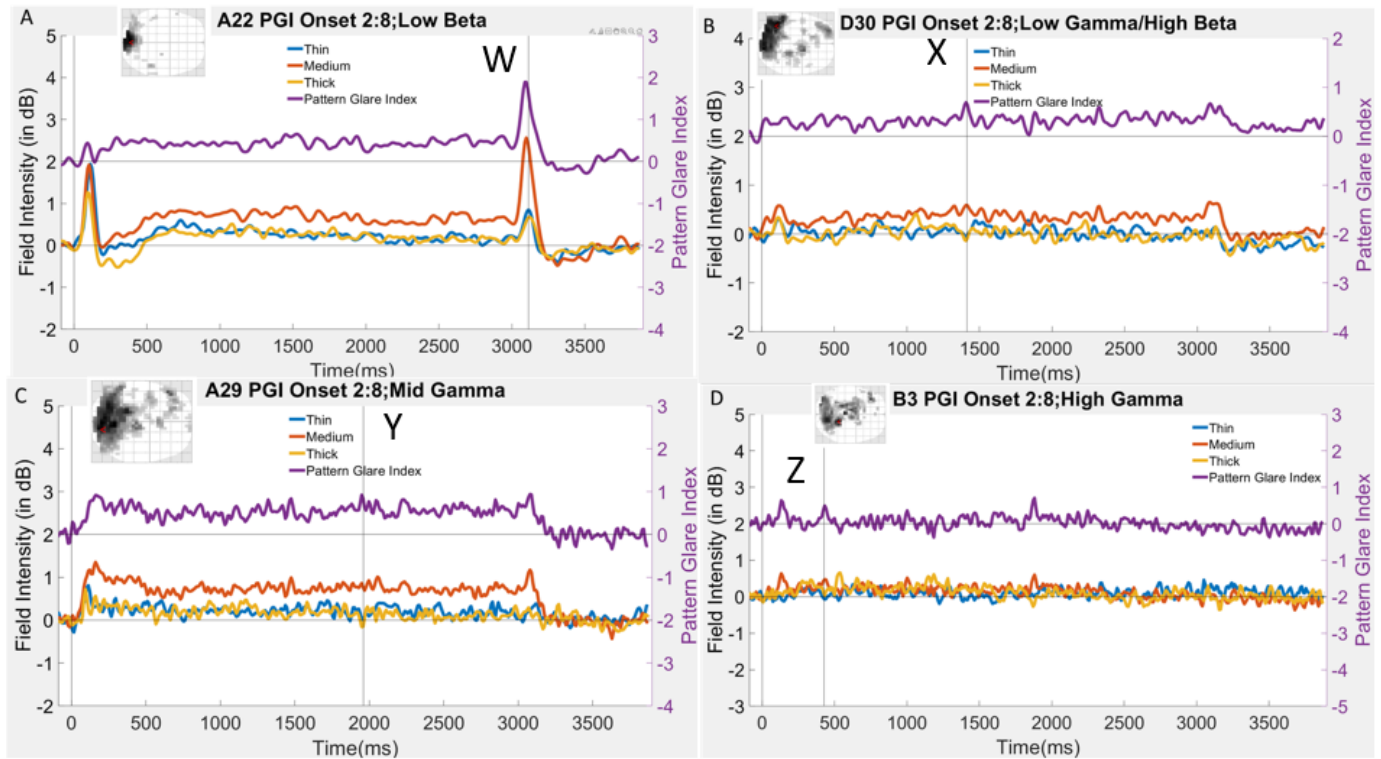 A
A22 PGI Onset 2:8;Low Beta
W
Thin
Medium
Thick
Pattern Glare Index
Field Intensity (in dB)
5
4
3
2
1
0
-1
-2
Pattern Glare Index
3
2
1
0
-1
-2
-3
-4
0 500 1000 1500 2000 2500 3000 3500
Time(ms)
B
D30 PGI Onset 2:8;Low Gamma/High Beta
X
Thin
Medium
Thick
Pattern Glare Index
Field Intensity (in dB)
4
3
2
1
0
-1
-2
Pattern Glare Index
2
1
0
-1
-2
-3
-4
0 500 1000 1500 2000 2500 3000 3500
Time(ms)
C
A29 PGI Onset 2:8;Mid Gamma
Y
Thin
Medium
Thick
Pattern Glare Index
Field Intensity (in dB)
5
4
3
2
1
0
-1
-2
Pattern Glare Index
3
2
1
0
-1
-2
-3
-4
0 500 1000 1500 2000 2500 3000 3500
Time(ms)
D
B3 PGI Onset 2:8;High Gamma
Z
Thin
Medium
Thick
Pattern Glare Index
Field Intensity (in dB)
5
4
3
2
1
0
-1
-2
-3
Pattern Glare Index
3
2
1
0
-1
-2
-3
-4
-5
0 500 1000 1500 2000 2500 3000 3500
Time(ms)